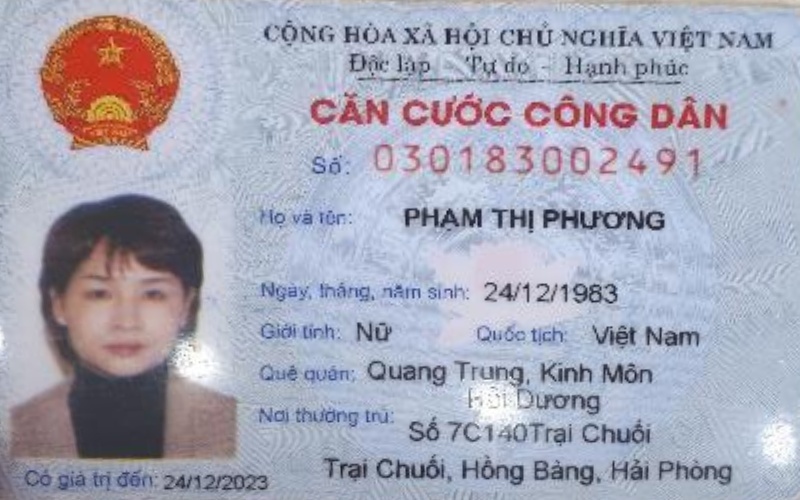 CỘNG HÒA XÃ HỘI CHỦ NGHĨA VIỆT NAM
Độc lập - Tự do - Hạnh phúc
CĂN CƯỚC CÔNG DÂN
Số: 030183002491
Họ và tên: PHẠM THỊ PHƯƠNG
Ngày, tháng, năm sinh: 24/12/1983
Giới tính: Nữ Quốc tịch: Việt Nam
Quê quán: Quang Trung, Kinh Môn
Hải Dương
Nơi thường trú:
Số 7C140Trại Chuối
Trại Chuối, Hồng Bàng, Hải Phòng
Có giá trị đến: 24/12/2023